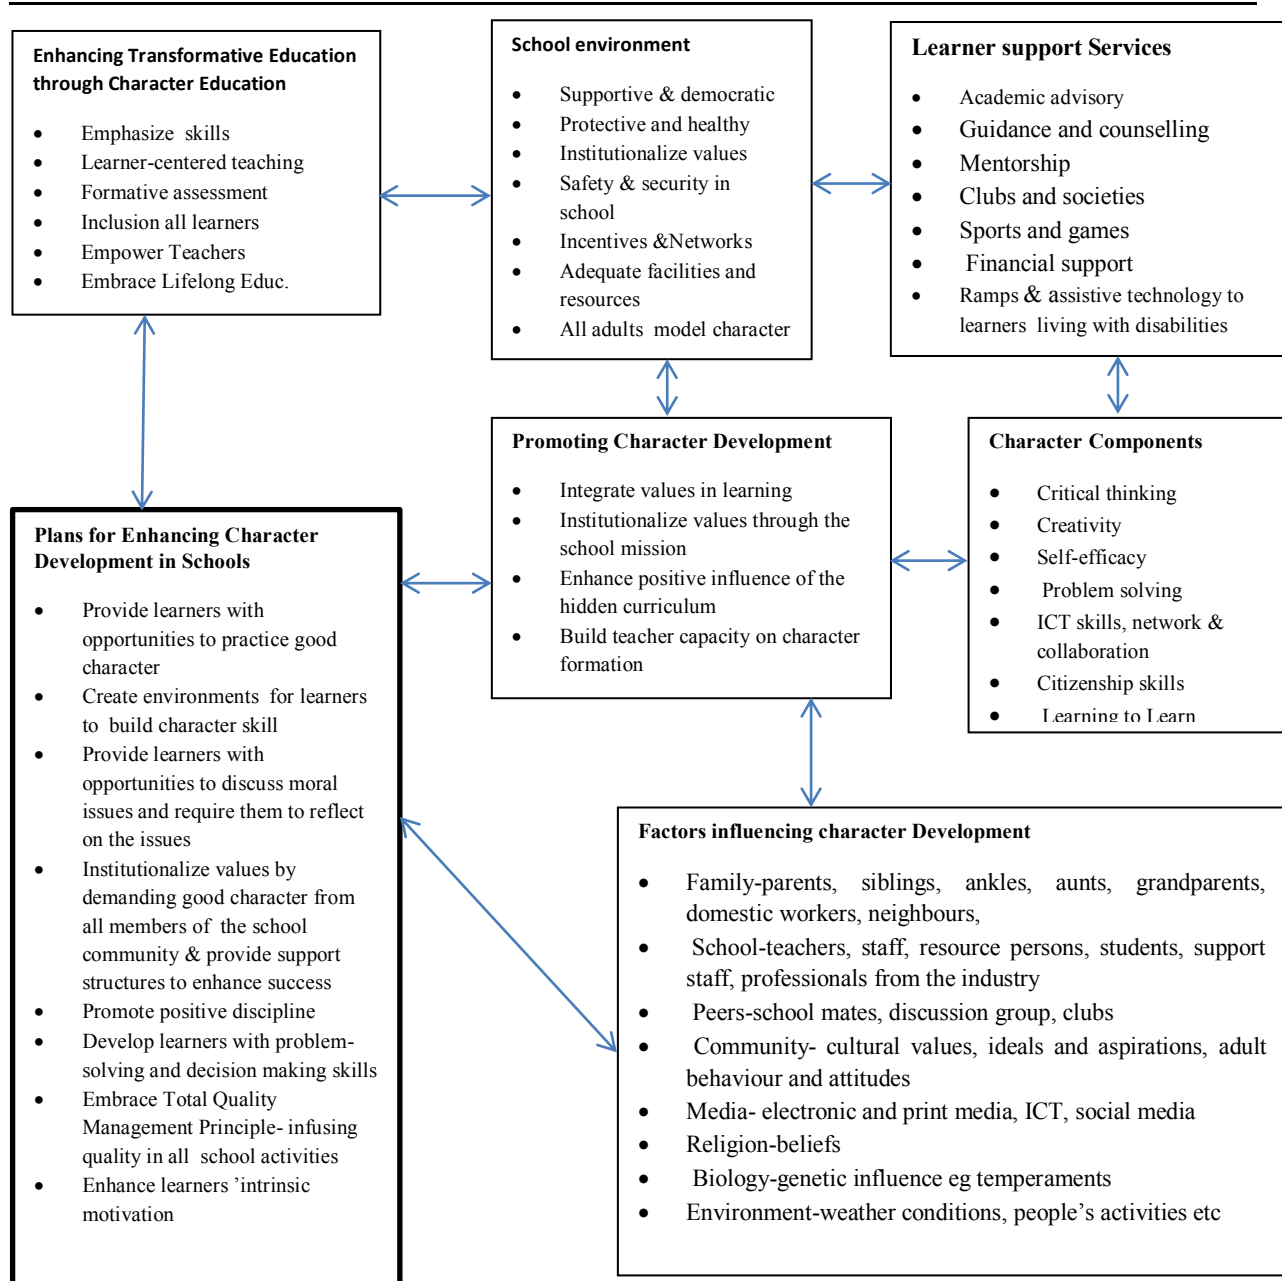 Enhancing Transformative Education
through Character Education
• Emphasize skills
• Learner-centered teaching
• Formative assessment
• Inclusion all learners
• Empower Teachers
• Embrace Lifelong Educ.
School environment
• Supportive & democratic
• Protective and healthy
• Institutionalize values
• Safety & security in
school
• Incentives &Networks
• Adequate facilities and
resources
• All adults model character
Learner support Services
• Academic advisory
• Guidance and counselling
• Mentorship
• Clubs and societies
• Sports and games
• Financial support
• Ramps & assistive technology to
learners living with disabilities
Promoting Character Development
• Integrate values in learning
• Institutionalize values through the
school mission
• Enhance positive influence of the
hidden curriculum
• Build teacher capacity on character
formation
Character Components
• Critical thinking
• Creativity
• Self-efficacy
• Problem solving
• ICT skills, network &
collaboration
• Citizenship skills
• Learning to Learn
Plans for Enhancing Character
Development in Schools
• Provide learners with
opportunities to practice good
character
• Create environments for learners
to build character skill
• Provide learners with
opportunities to discuss moral
issues and require them to reflect
on the issues
• Institutionalize values by
demanding good character from
all members of the school
community & provide support
structures to enhance success
• Promote positive discipline
• Develop learners with problem-
solving and decision making skills
• Embrace Total Quality
Management Principle- infusing
quality in all school activities
• Enhance learners 'intrinsic
motivation
Factors influencing character Development
• Family-parents, siblings, ankles, aunts, grandparents,
domestic workers, neighbours,
• School-teachers, staff, resource persons, students, support
staff, professionals from the industry
• Peers-school mates, discussion group, clubs
• Community- cultural values, ideals and aspirations, adult
behaviour and attitudes
• Media- electronic and print media, ICT, social media
• Religion-beliefs
• Biology-genetic influence eg temperaments
• Environment-weather conditions, people's activities etc